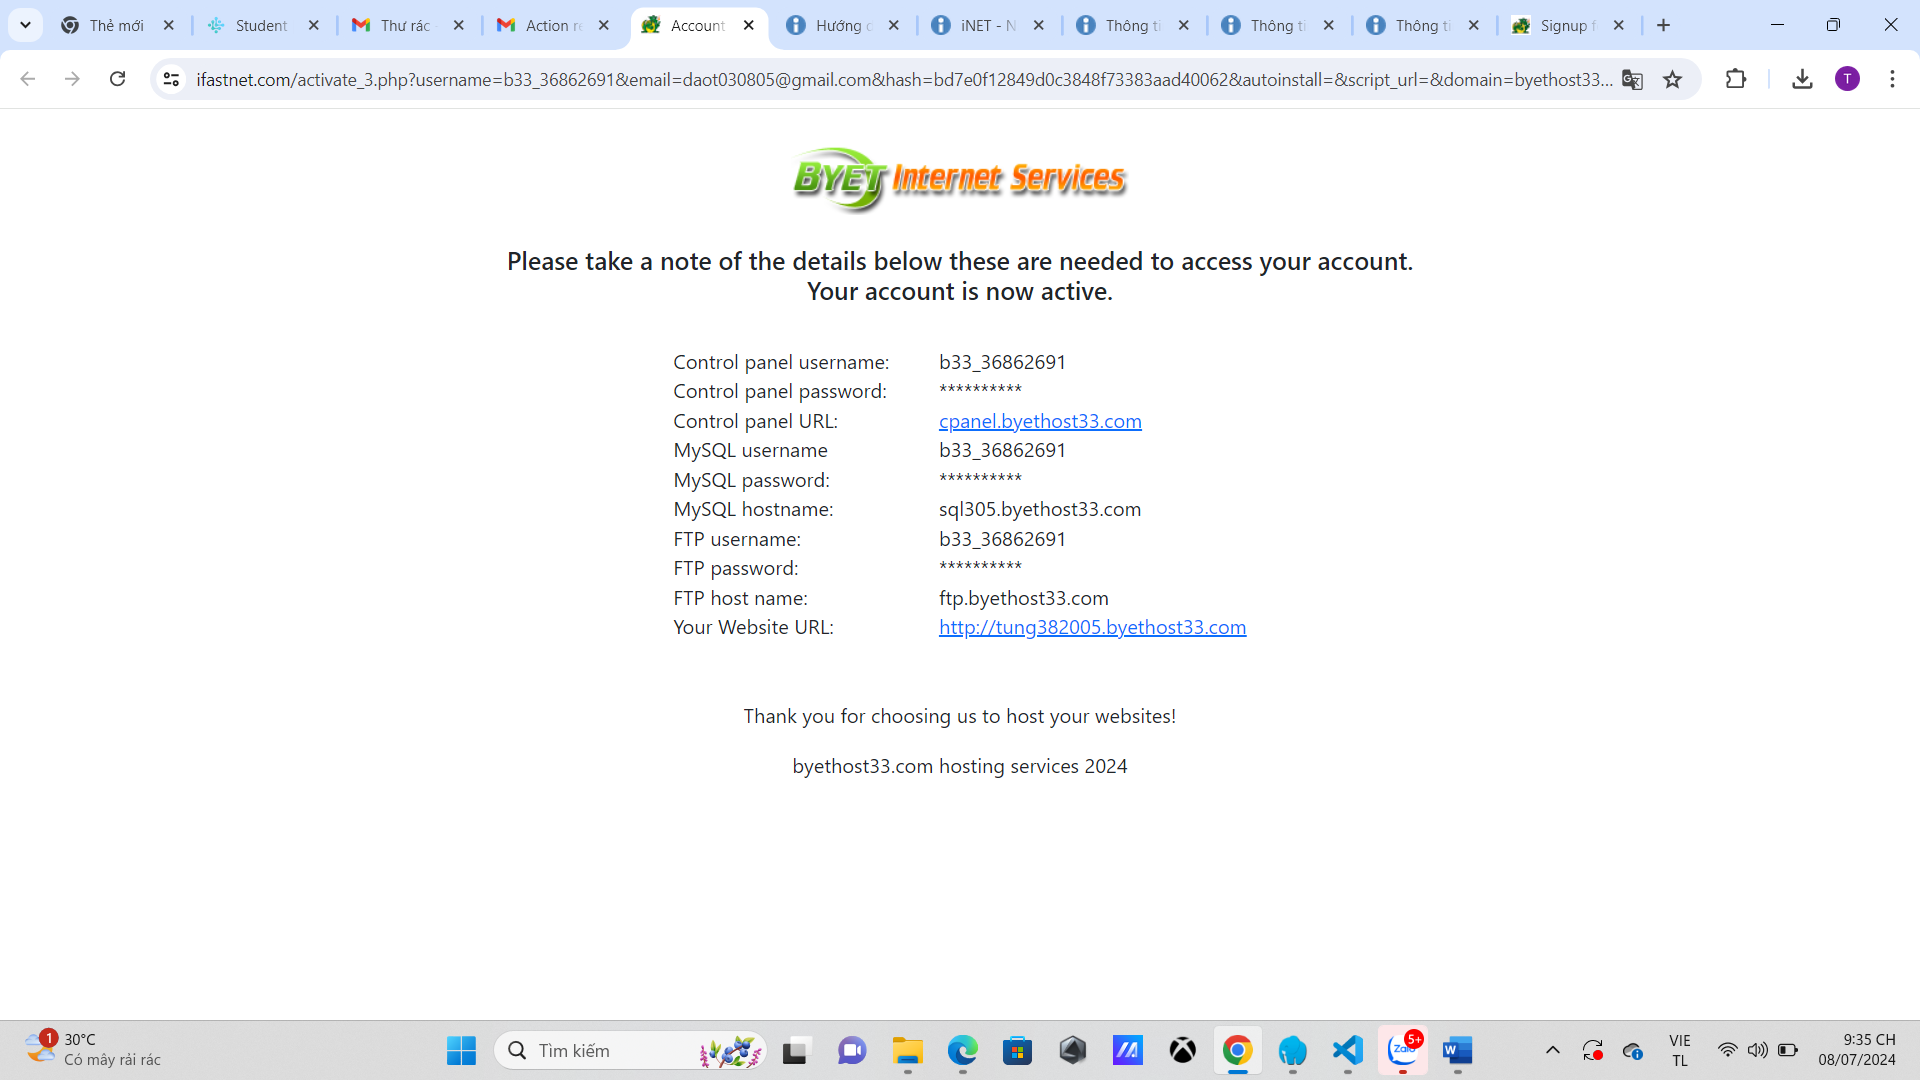 Thẻ mới
Student
Thư rác -
Action re
Account
Hướng d
iNET - N
Thông ti
Thông ti
Thông ti
Signup f
ifastnet.com/activate_3.php?username=b33_36862691&email=daot030805@gmail.com&hash=bd7e0f12849d0c3848f73383aad40062&autoinstall=&script_url=&domain=byethost33...
T
BYET Internet Services
Please take a note of the details below these are needed to access your account.
Your account is now active.
Control panel username: b33_36862691
Control panel password: **********
Control panel URL: cpanel.byethost33.com
MySQL username b33_36862691
MySQL password: **********
MySQL hostname: sql305.byethost33.com
FTP username: b33_36862691
FTP password: **********
FTP host name: ftp.byethost33.com
Your Website URL: http://tung382005.byethost33.com
Thank you for choosing us to host your websites!
byethost33.com hosting services 2024
1
30°C
Có mây rải rác
Tìm kiếm
Zalo
5+
W
VIE
TL
9:35 CH
08/07/2024